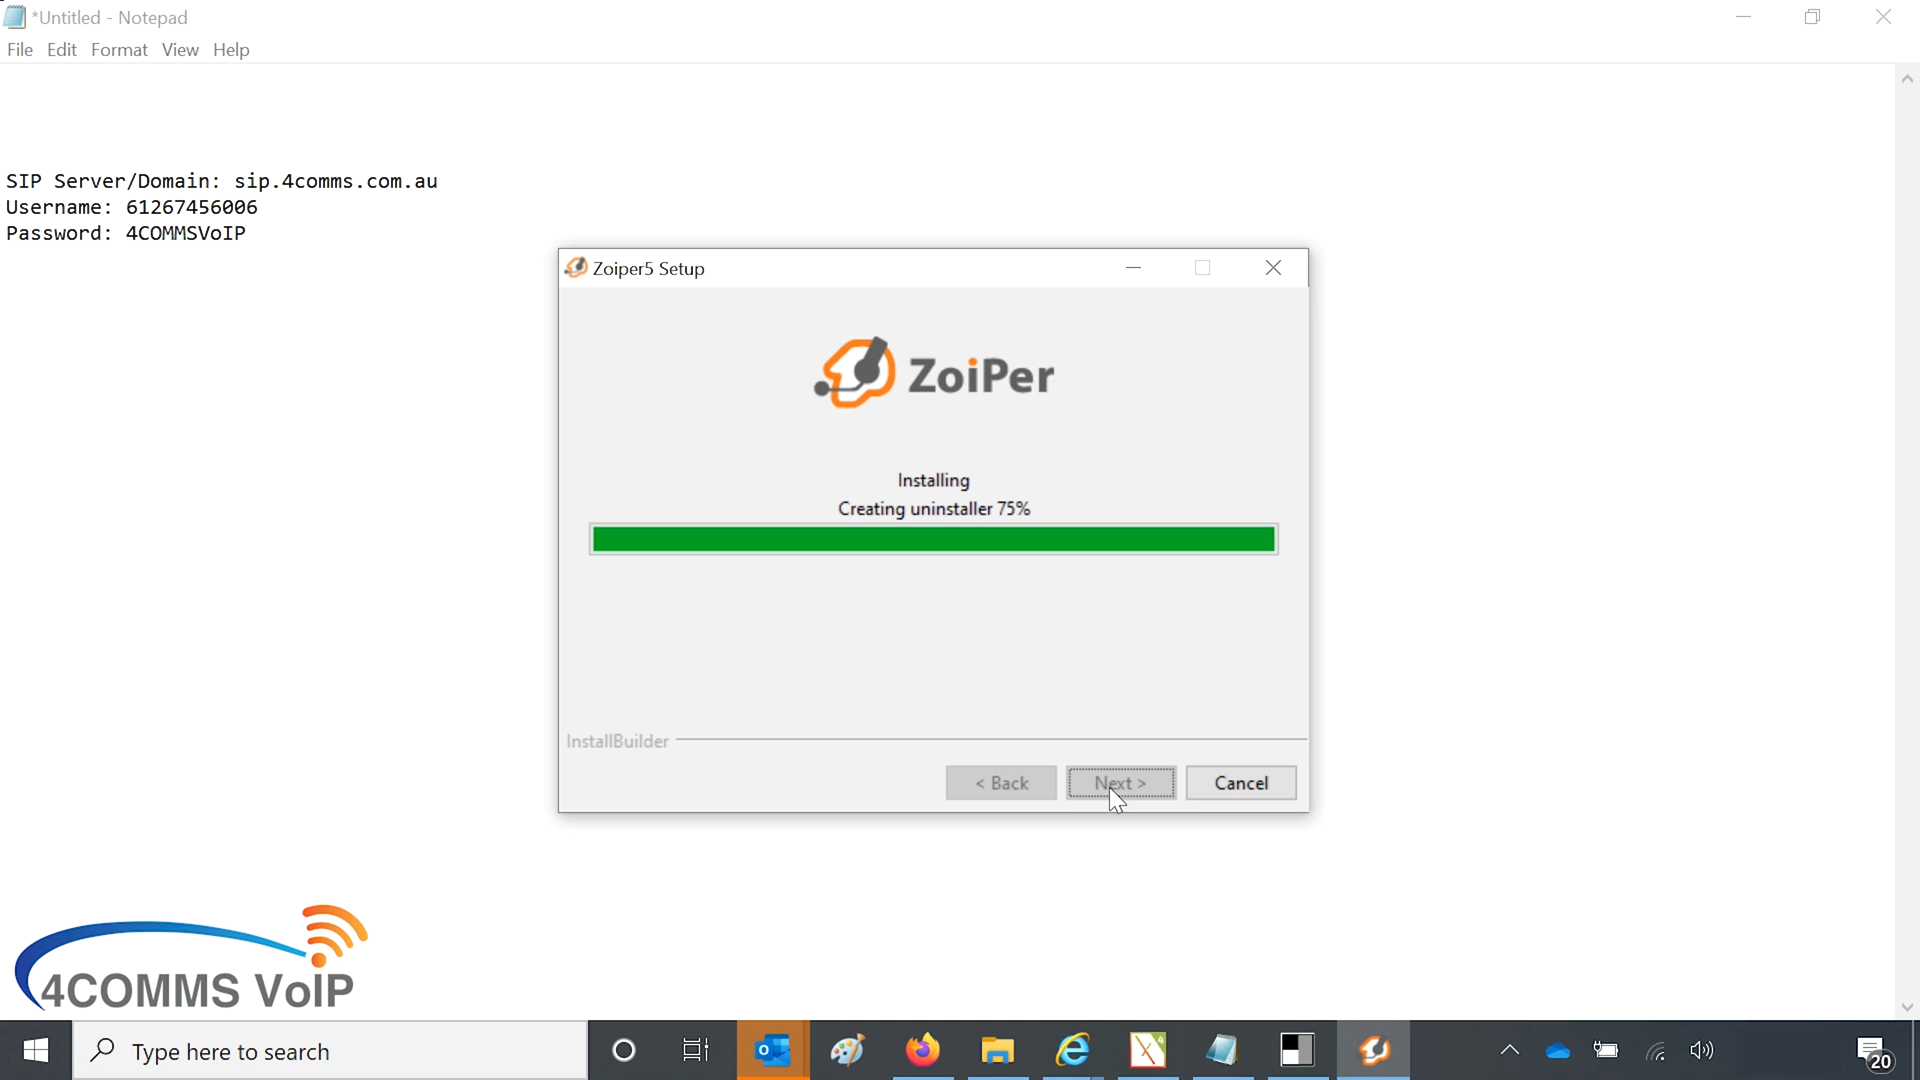 *Untitled - Notepad
File Edit Format View Help
SIP Server/Domain: sip.4comms.com.au
Username: 61267456006
Password: 4COMMSVoIP
Zoiper5 Setup
ZoiPer
Installing
Creating uninstaller 75%
InstallBuilder
< Back Next > Cancel
4COMMS VoIP
Type here to search
20